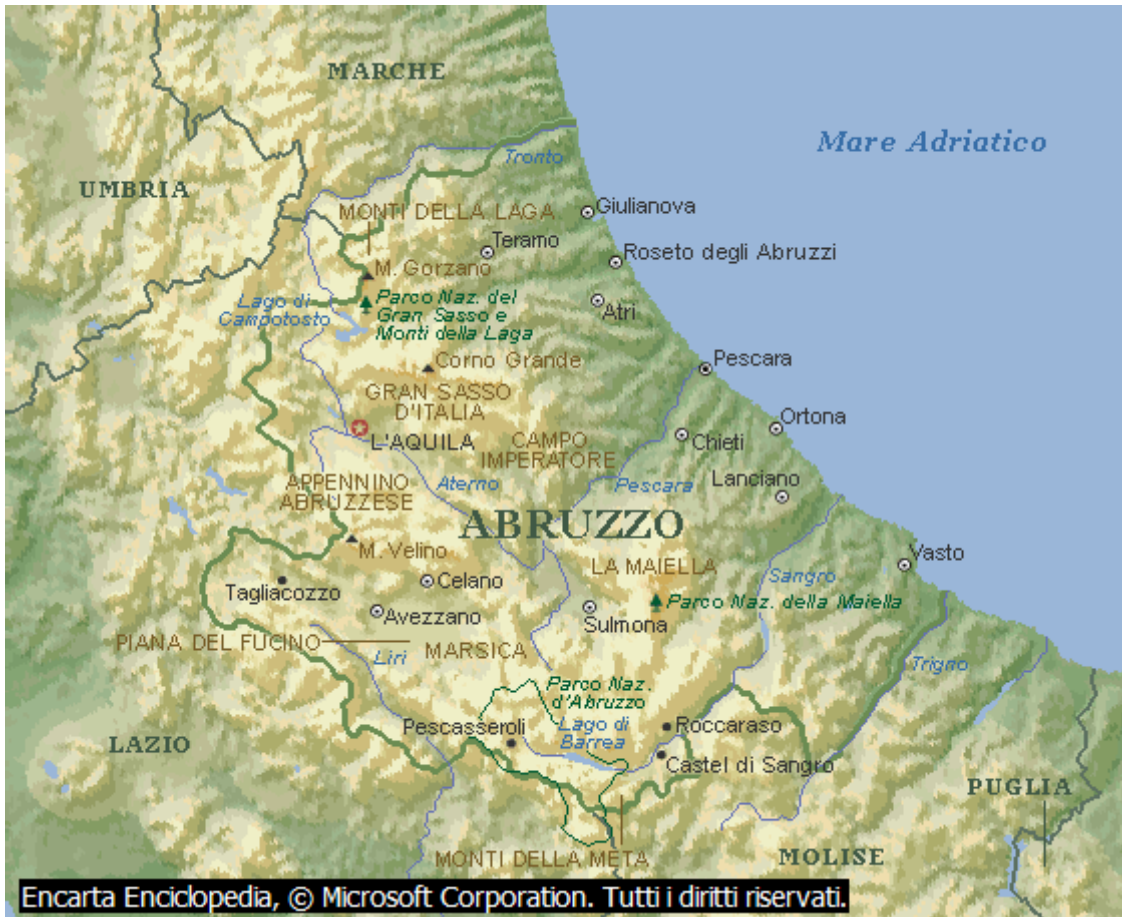 MARCHE
Mare Adriatico
Tronto
UMBRIA
MONTI DELLA LAGA
Giulianova
Teramo
Roseto degli Abruzzi
M. Gorzano
Lago di
Campotosto
Parco Naz. del
Gran Sasso e
Monti della Laga
Atri
Corno Grande
Pescara
GRAN SASSO
D'ITALIA
Ortona
L'AQUILA
CAMPO
IMPERATORE
Chieti
APPENNINO
ABRUZZESE
Aterno
Pescara
Lanciano
ABRUZZO
M. Velino
Vasto
LA MAIELLA
Tagliacozzo
Celano
Sangro
Avezzano
Sulmona
Parco Naz. della Maiella
PIANA DEL FUCINO
Liri
MARSICA
Trigno
Parco Naz.
d'Abruzzo
Pescasseroli
Lago di
Barrea
Roccaraso
LAZIO
Castel di Sangro
PUGLIA
MONTI DELLA META
MOLISE
Encarta Enciclopedia, © Microsoft Corporation. Tutti i diritti riservati.